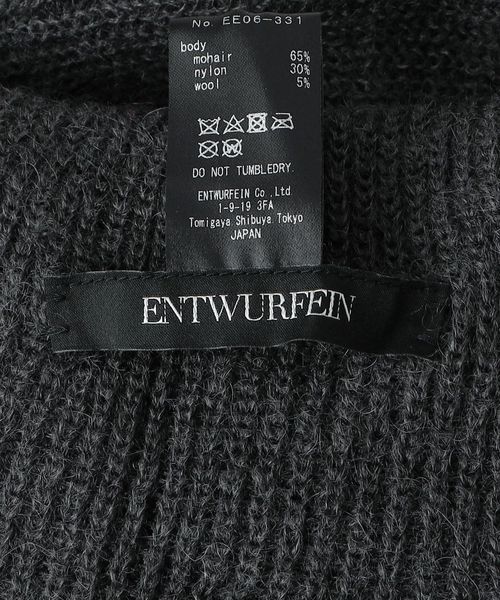 No. EE06-331
body
mohair 65%
nylon 30%
wool 5%
DO NOT TUMBLEDRY.
ENTWURFEIN Co., Ltd.
1-9-19 3FA
Tomigaya Shibuya Tokyo
JAPAN
ENTWURFEIN